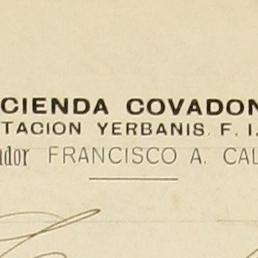 CIENDA COVADON
TACION YERBANIS. F. I.
ador FRANCISCO A. CAL